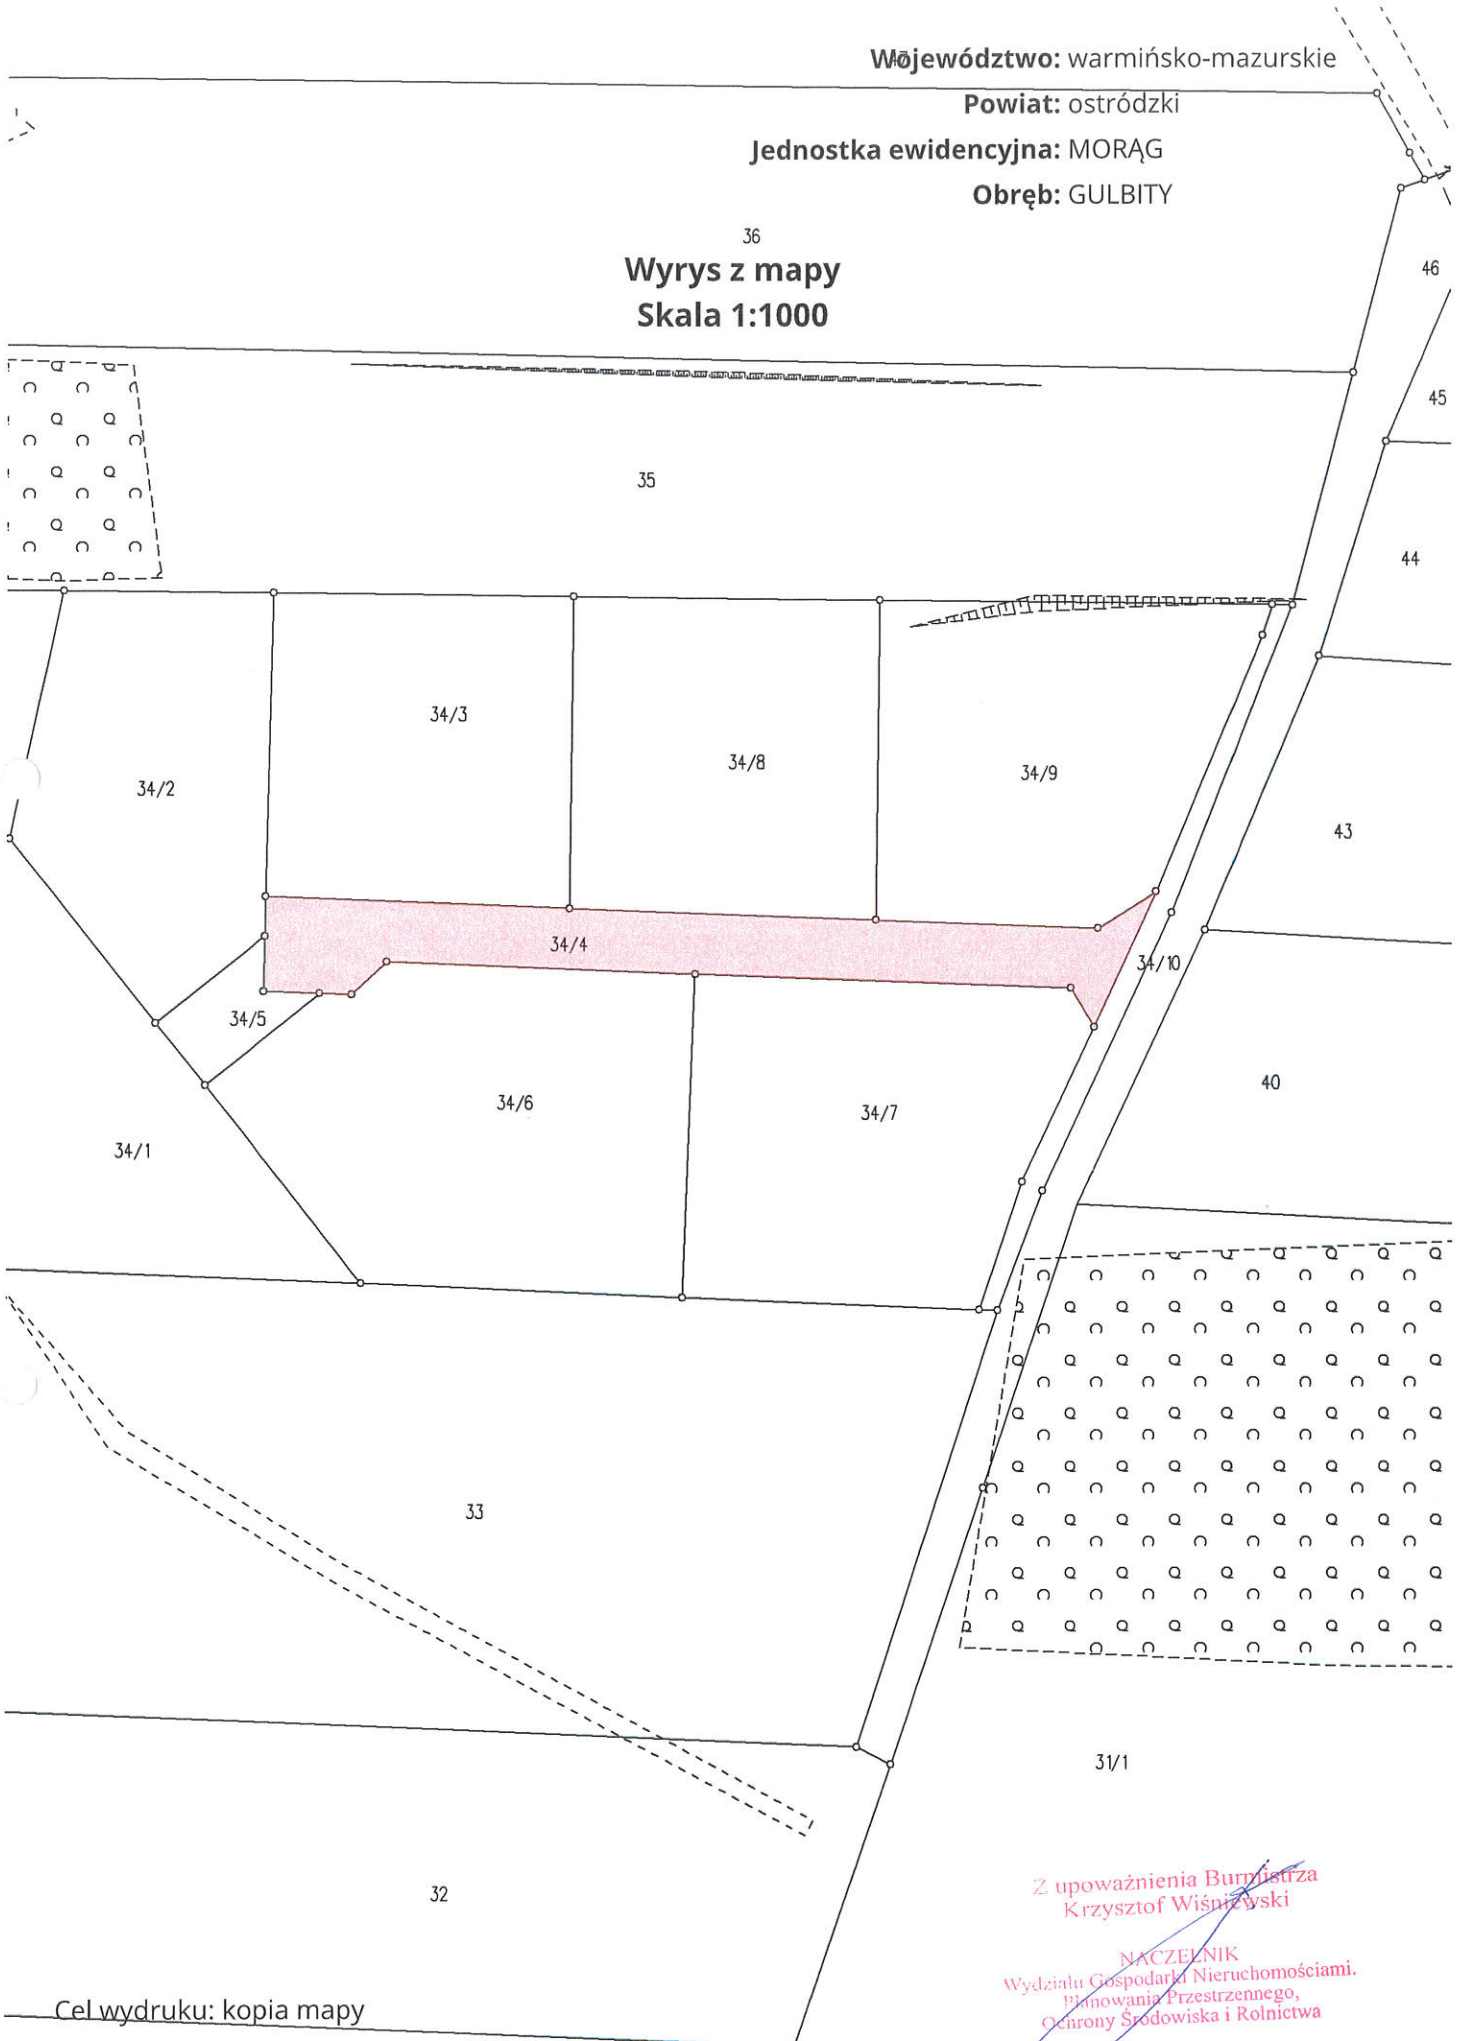 Województwo: warmińsko-mazurskie
Powiat: ostródzki
Jednostka ewidencyjna: MORĄG
Obręb: GULBITY
36
Wyrys z mapy
Skala 1:1000
46
45
35
44
34/3
34/8
34/9
34/2
43
34/4
34/10
34/5
40
34/6
34/7
34/1
33
31/1
32
Z upoważnienia Burmistrza
Krzysztof Wiśniewski
NACZELNIK
Wydziału Gospodarki Nieruchomościami.
Planowania Przestrzennego,
Ochrony Środowiska i Rolnictwa
Cel wydruku: kopia mapy